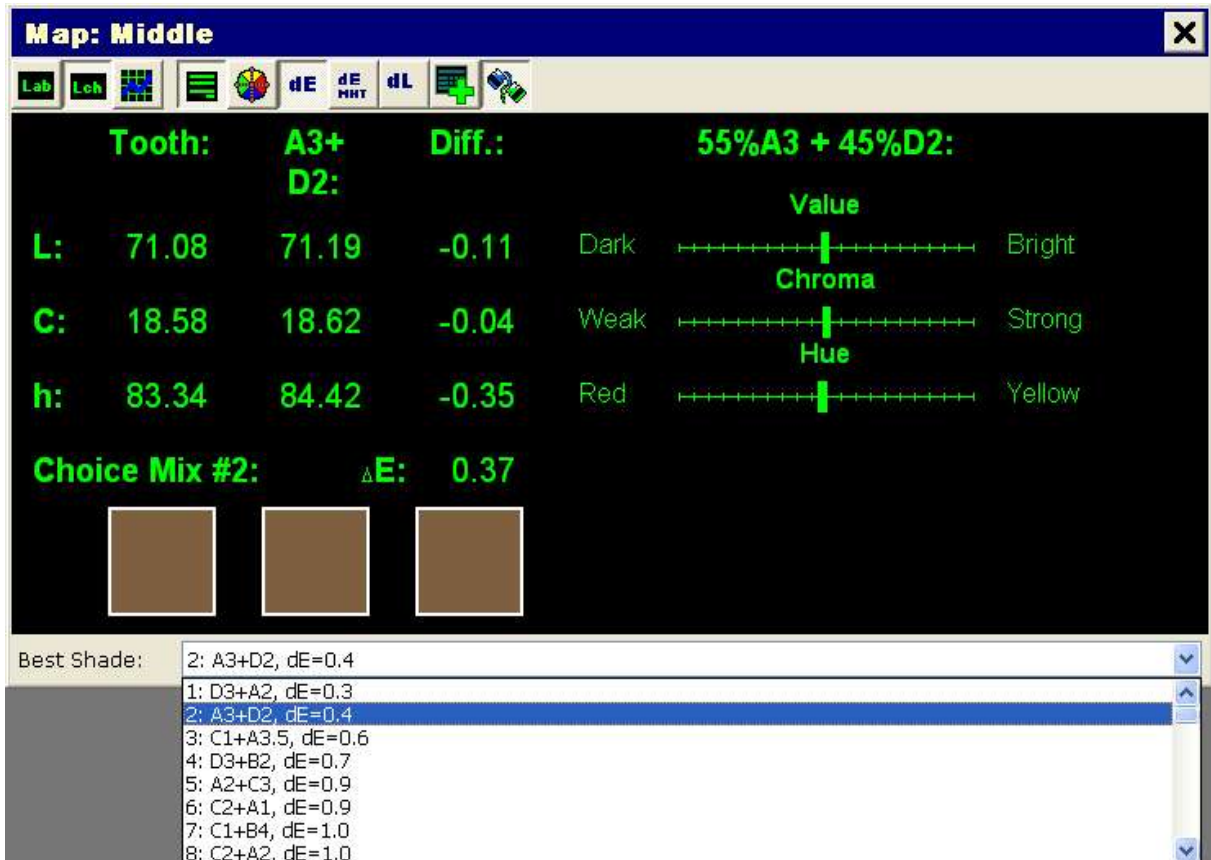 Map: Middle
Lab Lch dE dE MHT dL
Tooth: A3+ D2: Diff.: 55%A3 + 45%D2:
Value
L: 71.08 71.19 -0.11 Dark Bright
Chroma
C: 18.58 18.62 -0.04 Weak Strong
Hue
h: 83.34 84.42 -0.35 Red Yellow
Choice Mix #2: ΔE: 0.37
Best Shade: 2: A3+D2, dE=0.4
1: D3+A2, dE=0.3
2: A3+D2, dE=0.4
3: C1+A3.5, dE=0.6
4: D3+B2, dE=0.7
5: A2+C3, dE=0.9
6: C2+A1, dE=0.9
7: C1+B4, dE=1.0
8: C2+A2, dE=1.0